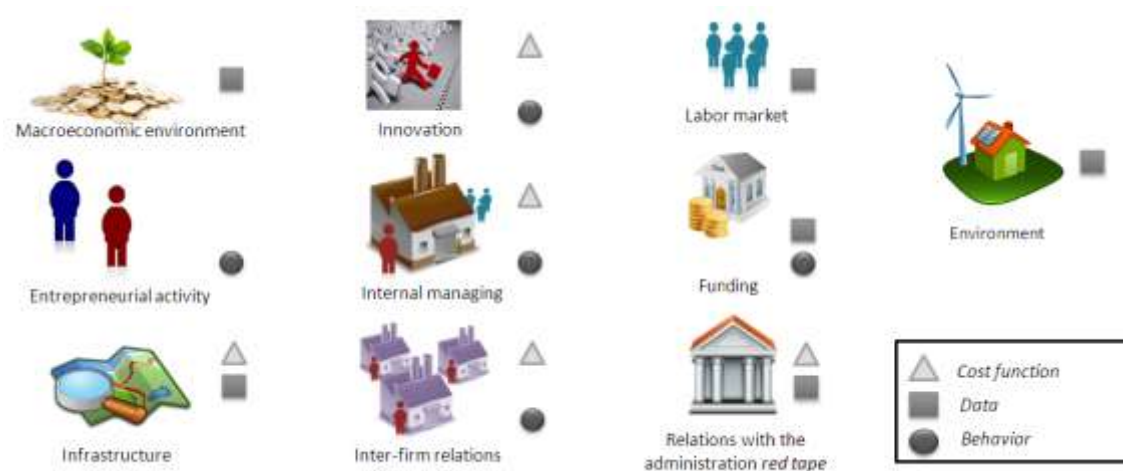 Macroeconomic environment
Innovation
Labor market
Environment
Entrepreneurial activity
Internal managing
Funding
Infrastructure
Inter-firm relations
Relations with the
administration red tape
Cost function
Data
Behavior